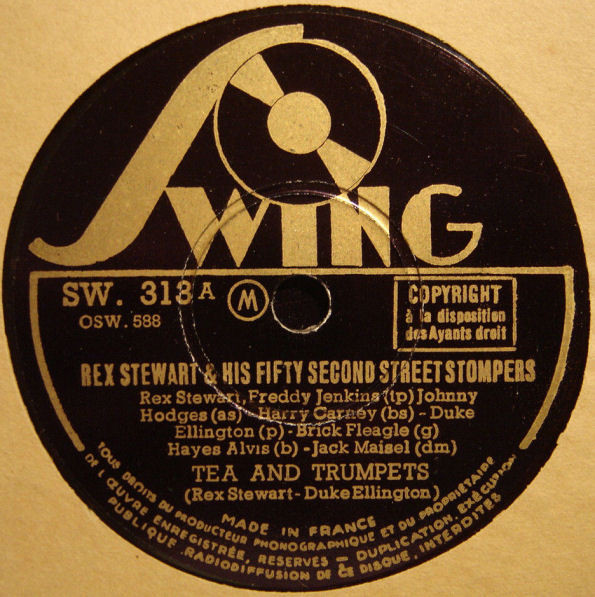 SWING
SW. 313 A
OSW. 588
M
COPYRIGHT
à la disposition
des Ayants droit
REX STEWART & HIS FIFTY SECOND STREET STOMPERS
Rex Stewart, Freddy Jenkins (tp) Johnny
Hodges (as) - Harry Carney (bs) - Duke
Ellington (p) - Brick Fleagle (g)
Hayes Alvis (b) - Jack Maisel (dm)
TEA AND TRUMPETS
(Rex Stewart - Duke Ellington)
MADE IN FRANCE
TOUS DROITS DU PRODUCTEUR PHONOGRAPHIQUE ET DU PROPRIÉTAIRE
DE L'ŒUVRE ENREGISTRÉE, RESERVES — DUPLICATION, EXÉCUTION
PUBLIQUE RADIODIFFUSION DE CE DISQUE, INTERDITES